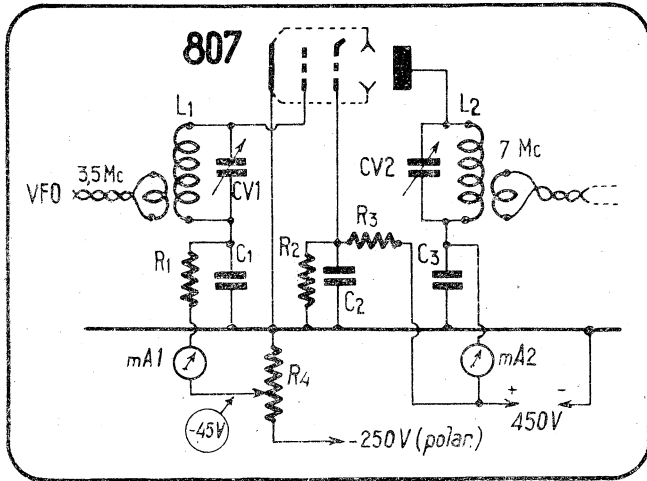 807
L1
L2
3,5 Mc
7 Mc
VFO
CV1
CV2
R3
R1
C1
R2
C2
C3
mA1
R4
mA2
-45V
+ -
450V
-250V (polar.)